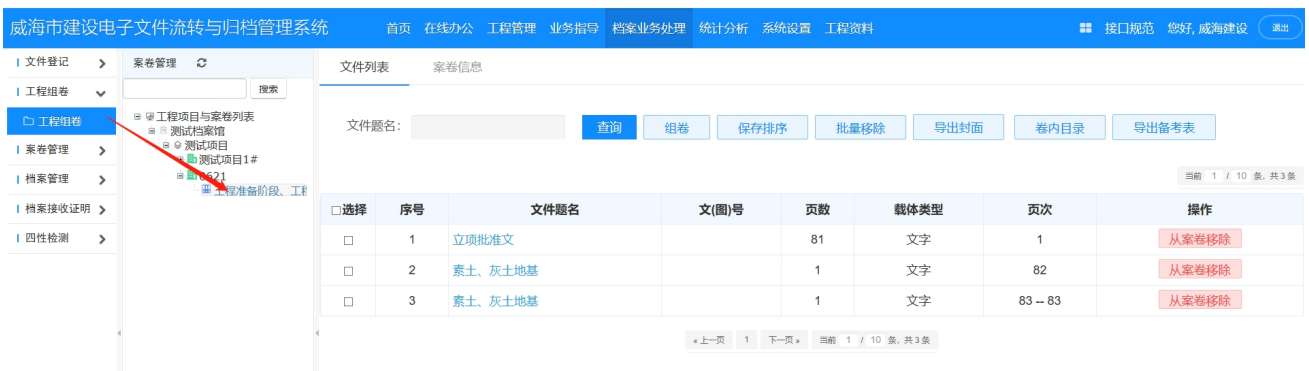 威海市建设电子文件流转与归档管理系统 首页 在线办公 工程管理 业务指导 档案业务处理 统计分析 系统设置 工程资料 接口规范 您好, 威海建设 退出
文件登记
工程组卷
工程组卷
案卷管理
档案管理
档案接收证明
四性检测
案卷管理
搜索
工程项目与案卷列表
测试档案馆
测试项目
测试项目1#
0621
工程准备阶段、工程
文件列表 案卷信息
文件题名: 查询 组卷 保存排序 批量移除 导出封面 卷内目录 导出备考表
当前 1 / 10 条, 共3条
选择 序号 文件题名 文(图)号 页数 载体类型 页次 操作
1 立项批准文 81 文字 1 从案卷移除
2 素土、灰土地基 1 文字 82 从案卷移除
3 素土、灰土地基 1 文字 83 -- 83 从案卷移除
« 上一页 1 下一页 » 当前 1 / 10 条, 共3条